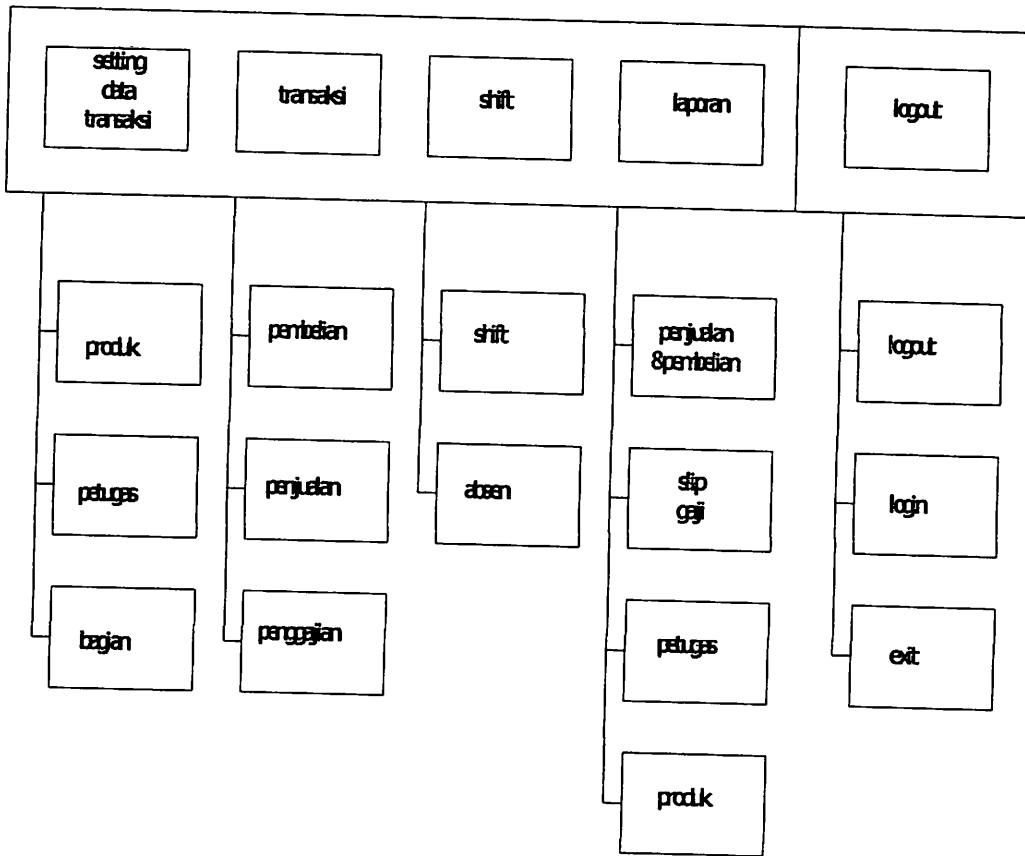 setting
data
transaksi
transaksi
shift
laporan
logout
produk
pembelian
shift
penjualan
&pembelian
logout
petugas
penjualan
absen
slip
gaji
login
bagian
penggajian
petugas
exit
produk